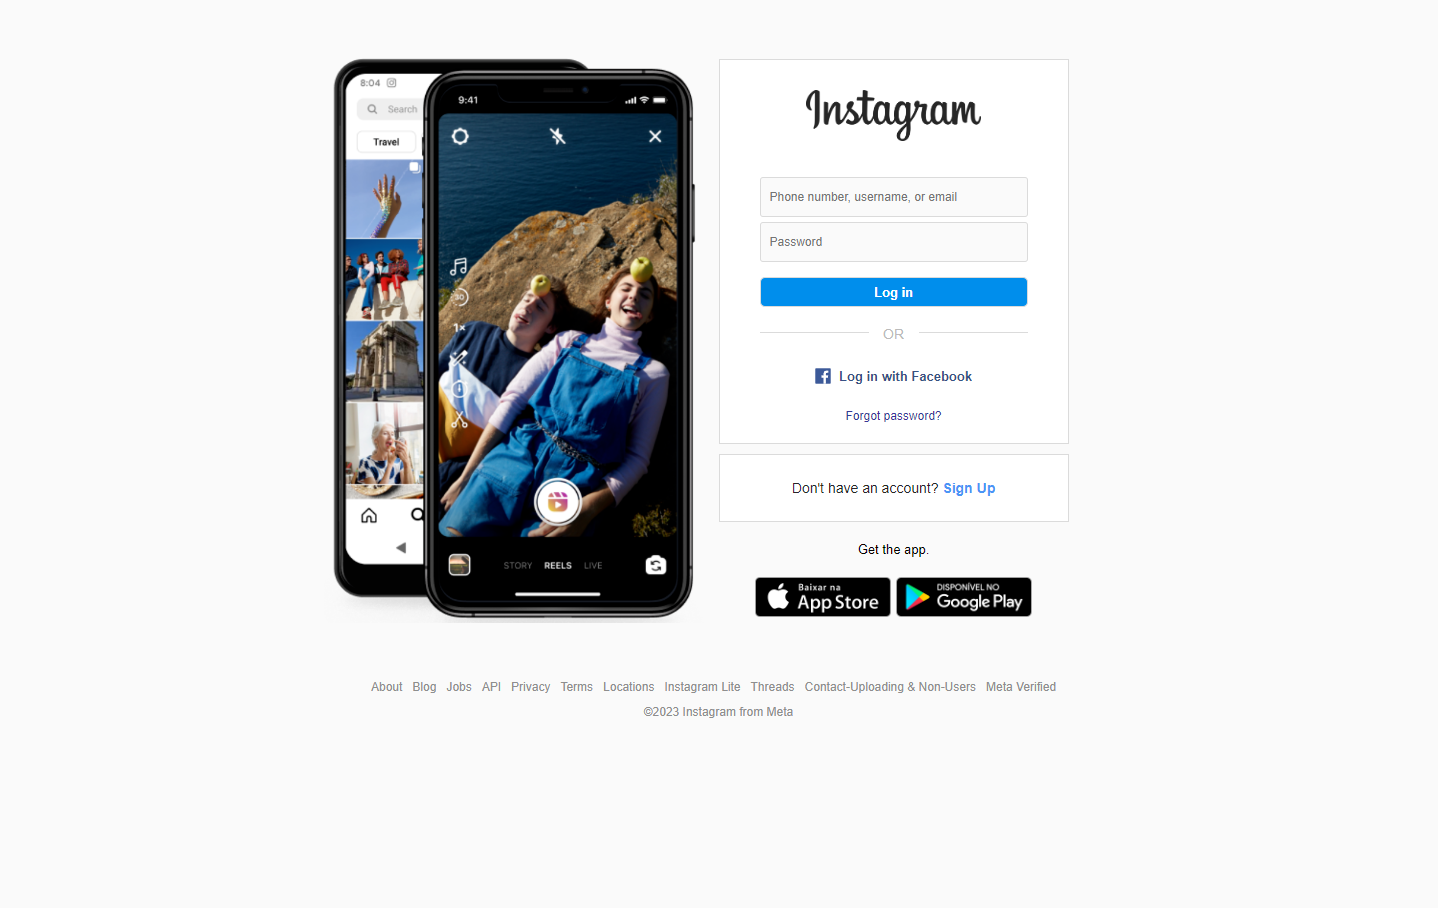 8:04
Search
Travel
9:41
30
1x
STORY REELS LIVE
Instagram
Phone number, username, or email
Password
Log in
OR
Log in with Facebook
Forgot password?
Don't have an account? Sign Up
Get the app.
Baixar na
App Store
DISPONÍVEL NO
Google Play
About Blog Jobs API Privacy Terms Locations Instagram Lite Threads Contact-Uploading & Non-Users Meta Verified
©2023 Instagram from Meta